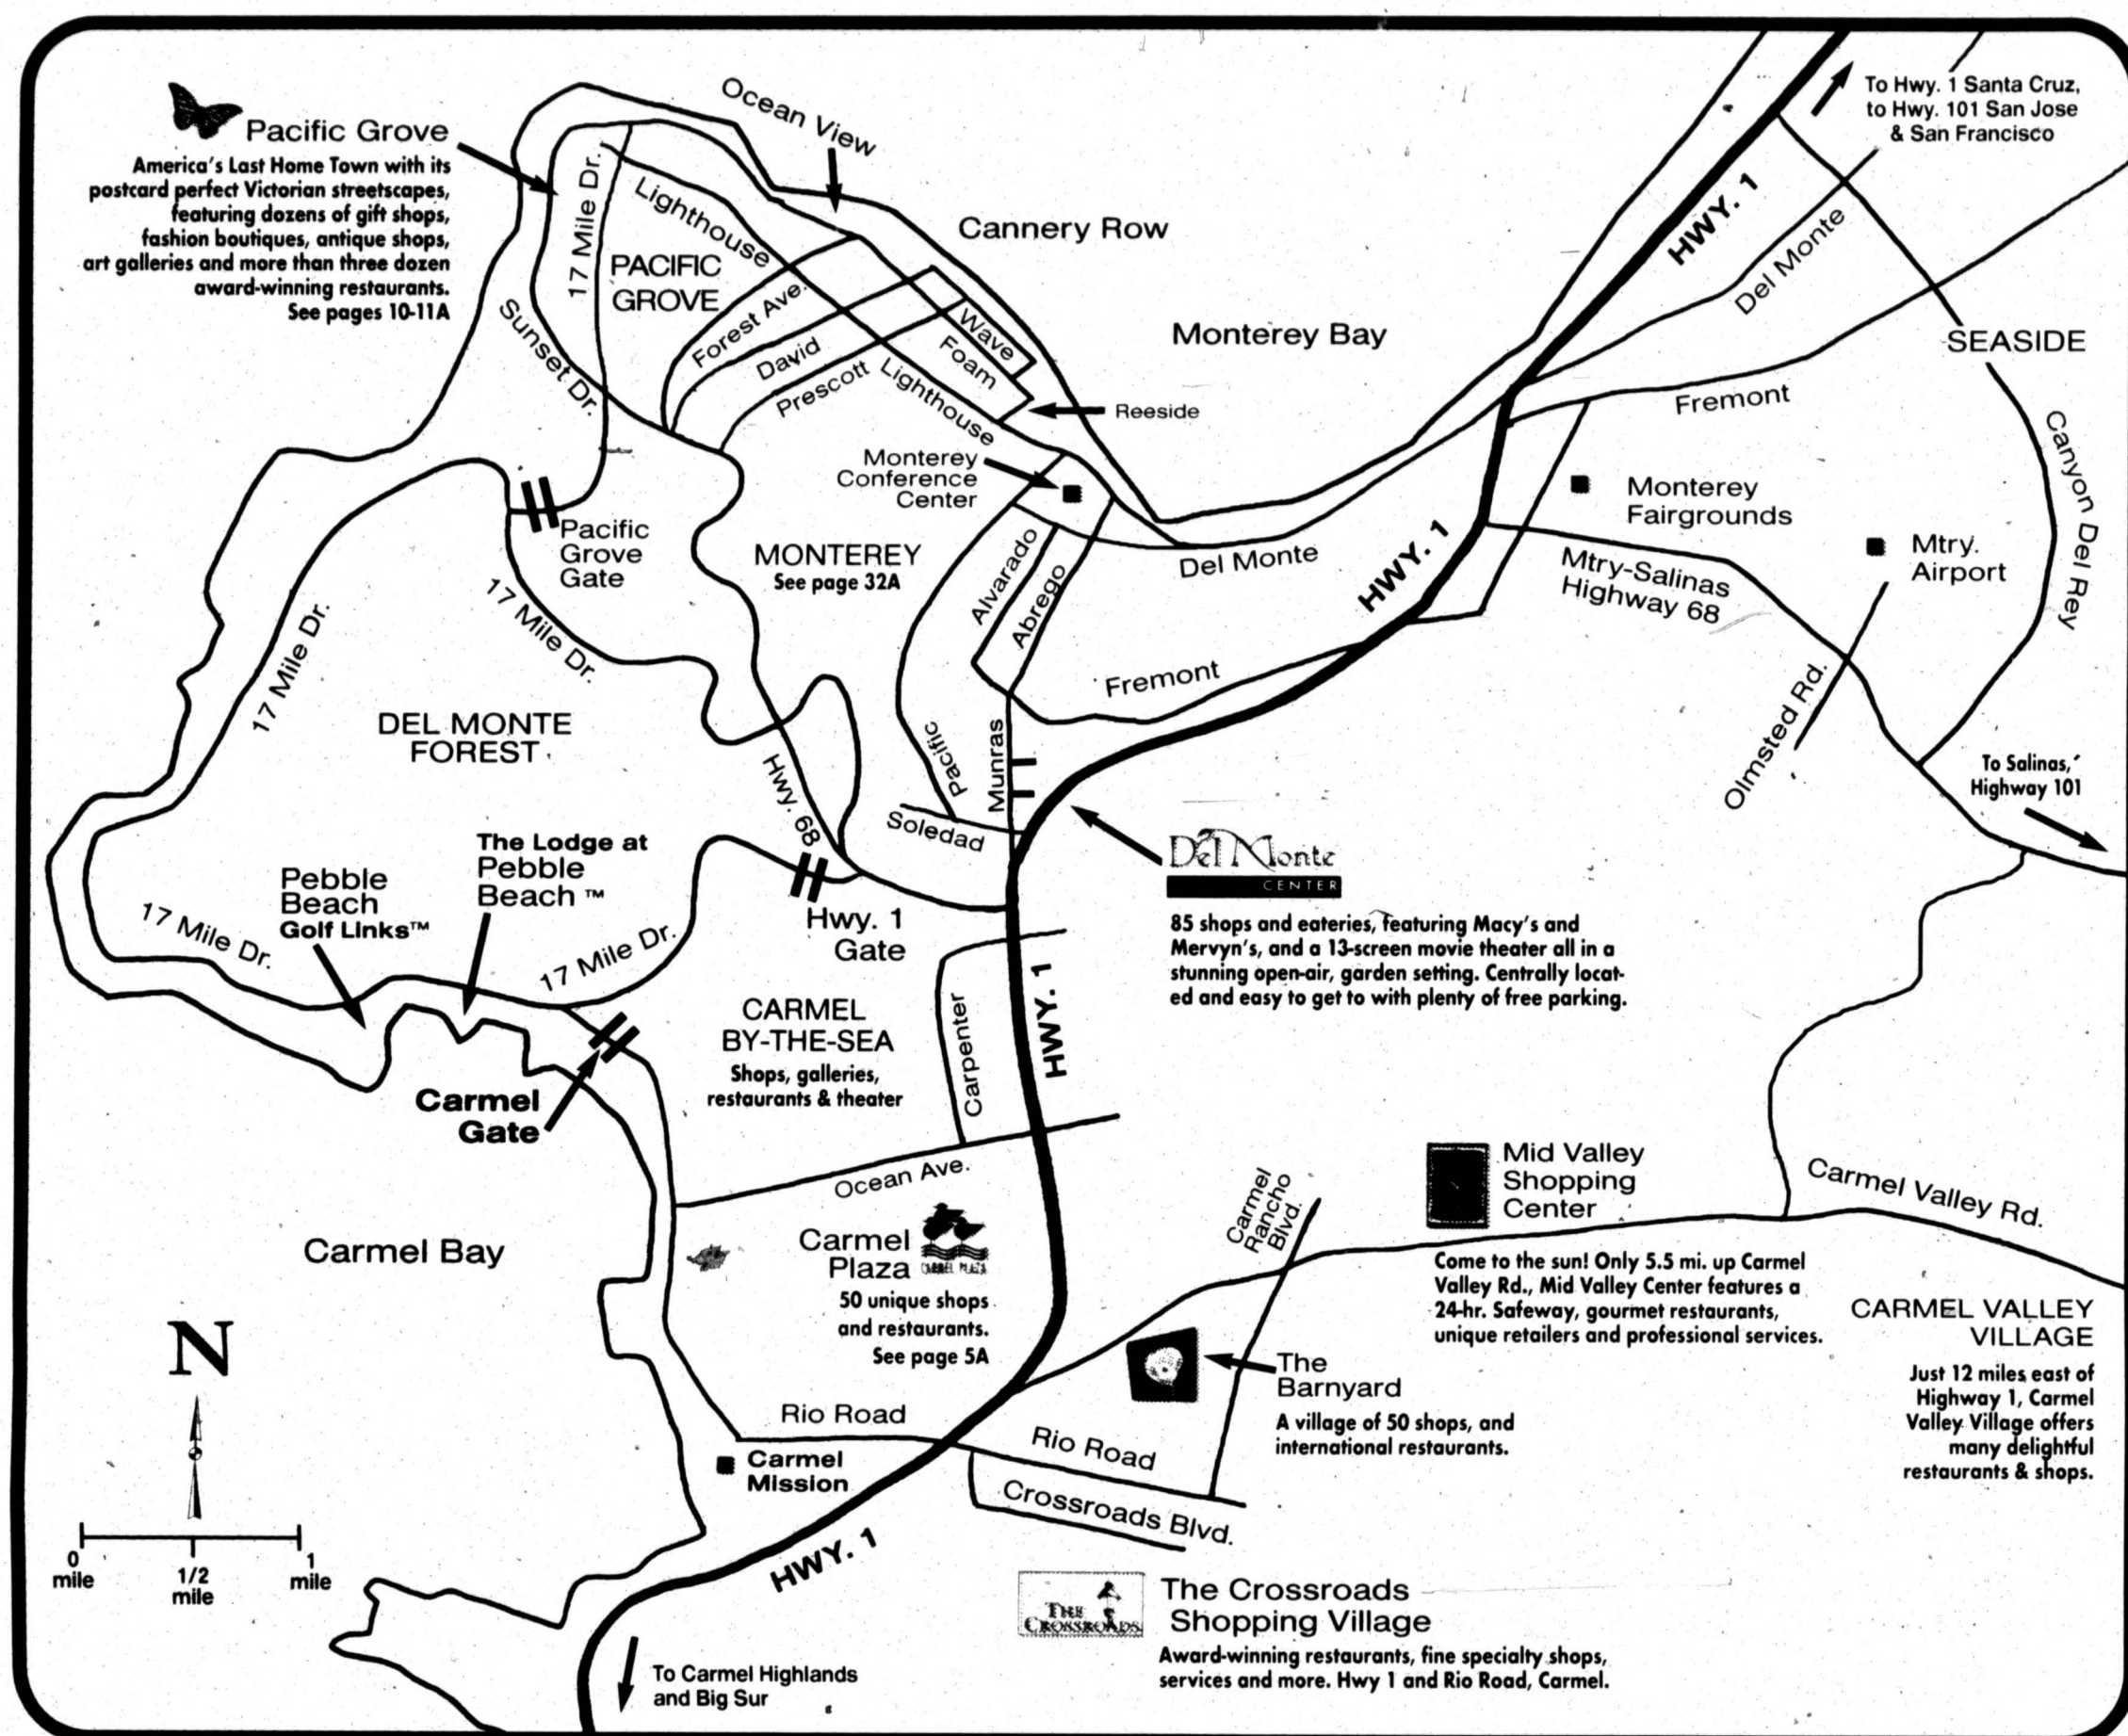 Pacific Grove
America's Last Home Town with its
postcard perfect Victorian streetscapes,
featuring dozens of gift shops,
fashion boutiques, antique shops,
art galleries and more than three dozen
award-winning restaurants.
See pages 10-11A
Ocean View
Cannery Row
Monterey Bay
To Hwy. 1 Santa Cruz,
to Hwy. 101 San Jose
& San Francisco
HWY. 1
Del Monte
SEASIDE
Fremont
Canyon Del Rey
17 Mile Dr.
Lighthouse
PACIFIC
GROVE
Sunset Dr.
Forest Ave.
David
Prescott
Lighthouse
Wave
Foam
Reeside
Monterey
Conference
Center
Monterey
Fairgrounds
Mtry.
Airport
Mtry-Salinas
Highway 68
Olmsted Rd.
To Salinas,
Highway 101
Pacific
Grove
Gate
17 Mile Dr.
MONTEREY
See page 32A
Alvarado
Abrego
Del Monte
HWY. 1
Fremont
Pacific
Munras
Soledad
Hwy. 68
17 Mile Dr.
DEL MONTE
FOREST
The Lodge at
Pebble
Beach ™
Pebble
Beach
Golf Links™
17 Mile Dr.
17 Mile Dr.
Hwy. 1
Gate
Del Monte
CENTER
85 shops and eateries, featuring Macy's and
Mervyn's, and a 13-screen movie theater all in a
stunning open-air, garden setting. Centrally locat-
ed and easy to get to with plenty of free parking.
CARMEL
BY-THE-SEA
Shops, galleries,
restaurants & theater
Carpenter
HWY. 1
Carmel
Gate
Ocean Ave.
Carmel Bay
Carmel
Plaza
CARMEL PLAZA
50 unique shops
and restaurants.
See page 5A
Carmel
Rancho
Blvd.
Mid Valley
Shopping
Center
Carmel Valley Rd.
Come to the sun! Only 5.5 mi. up Carmel
Valley Rd., Mid Valley Center features a
24-hr. Safeway, gourmet restaurants,
unique retailers and professional services.
CARMEL VALLEY
VILLAGE
Just 12 miles east of
Highway 1, Carmel
Valley Village offers
many delightful
restaurants & shops.
The
Barnyard
A village of 50 shops, and
international restaurants.
Rio Road
Rio Road
Carmel
Mission
Crossroads Blvd.
HWY. 1
N
0
mile
1/2
mile
1
mile
THE
CROSSROADS
The Crossroads
Shopping Village
Award-winning restaurants, fine specialty shops,
services and more. Hwy 1 and Rio Road, Carmel.
To Carmel Highlands
and Big Sur